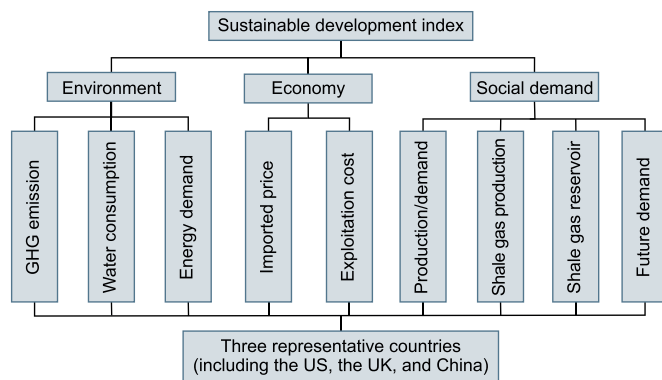 Sustainable development index
Environment
Economy
Social demand
GHG emission
Water consumption
Energy demand
Imported price
Exploitation cost
Production/demand
Shale gas production
Shale gas reservoir
Future demand
Three representative countries
(including the US, the UK, and China)